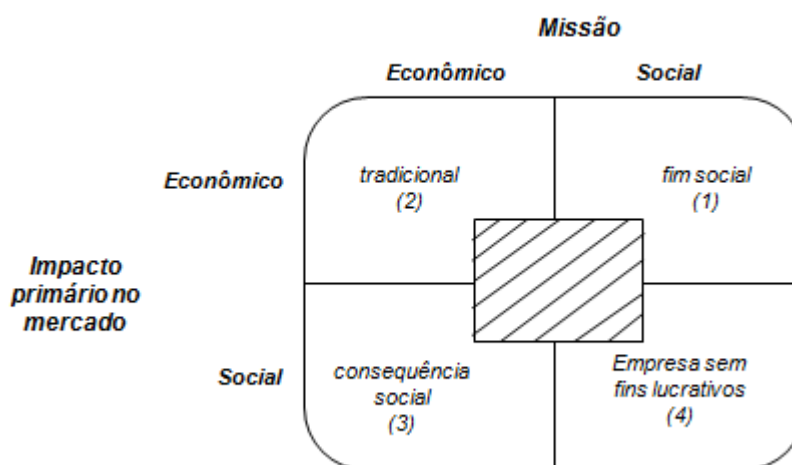 Missão
Econômico Social
Econômico
tradicional
(2)
fim social
(1)
Impacto
primário no
mercado
Social
consequência
social
(3)
Empresa sem
fins lucrativos
(4)